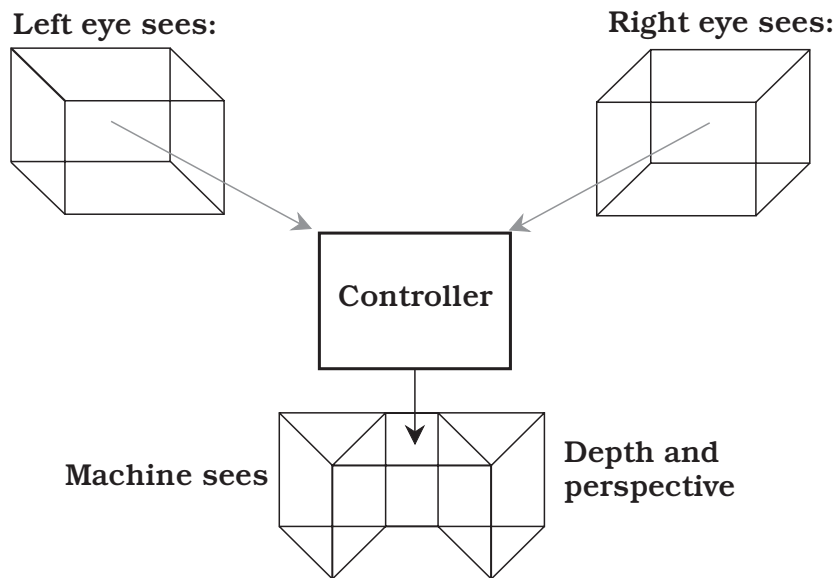 Left eye sees:
Right eye sees:
Controller
Machine sees
Depth and
perspective